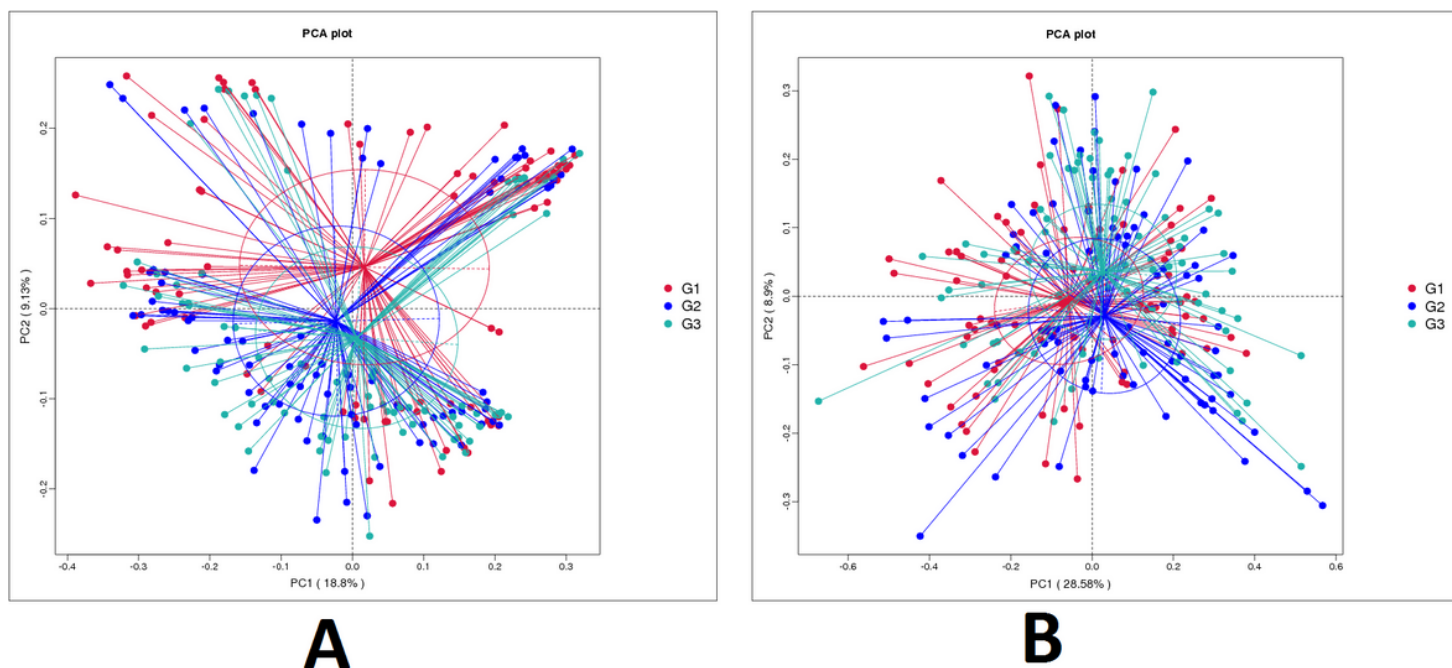 PCA plot
0.2
0.1
0.0
-0.1
-0.2
PC2 ( 9.13% )
-0.4 -0.3 -0.2 -0.1 0.0 0.1 0.2 0.3
PC1 ( 18.8% )
G1
G2
G3
A
PCA plot
0.3
0.2
0.1
0.0
-0.1
-0.2
-0.3
PC2 ( 8.9% )
-0.6 -0.4 -0.2 0.0 0.2 0.4 0.6
PC1 ( 28.58% )
G1
G2
G3
B